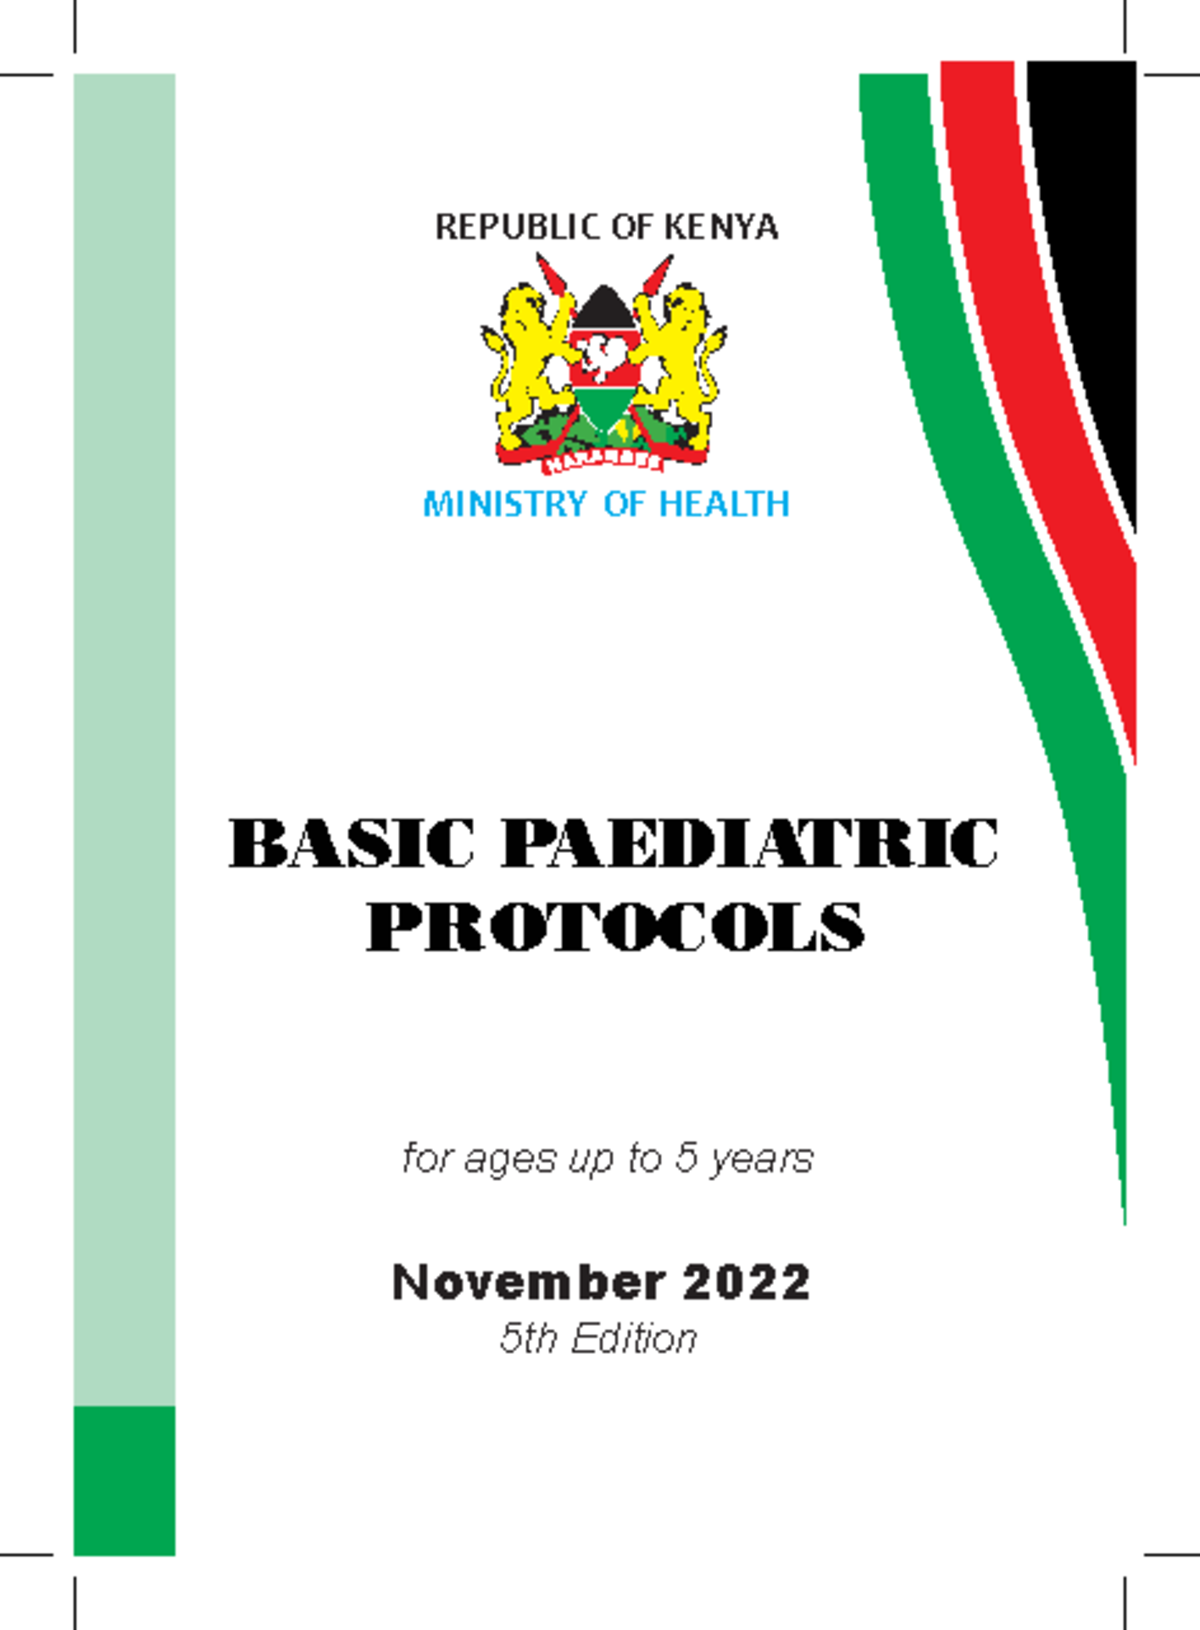 REPUBLIC OF KENYA
HARAMBEE
MINISTRY OF HEALTH
BASIC PAEDIATRIC
PROTOCOLS
for ages up to 5 years
November 2022
5th Edition